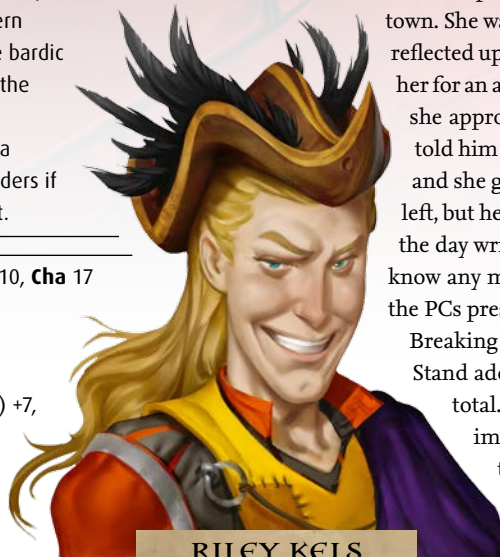 ern
e bardic
the
a
ders if
t.
10, Cha 17
) +7,
town. She wa
reflected up
her for an a
she appro
told him
and she g
left, but he
the day wri
know any m
the PCs pres
Breaking
Stand ad
total.
im
RILEY KELS